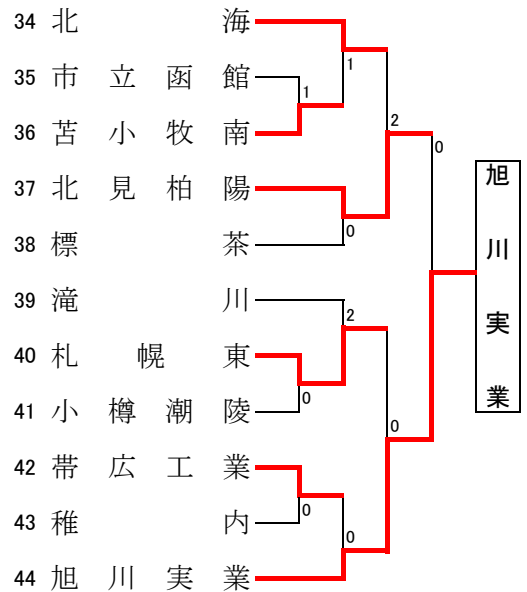 34 北海
35 市立函館
36 苫小牧南
37 北見柏陽
38 標茶
39 滝川
40 札幌東
41 小樽潮陵
42 帯広工業
43 稚内
44 旭川実業
1
1
2
0
0
2
0
0
0
0
旭川実業